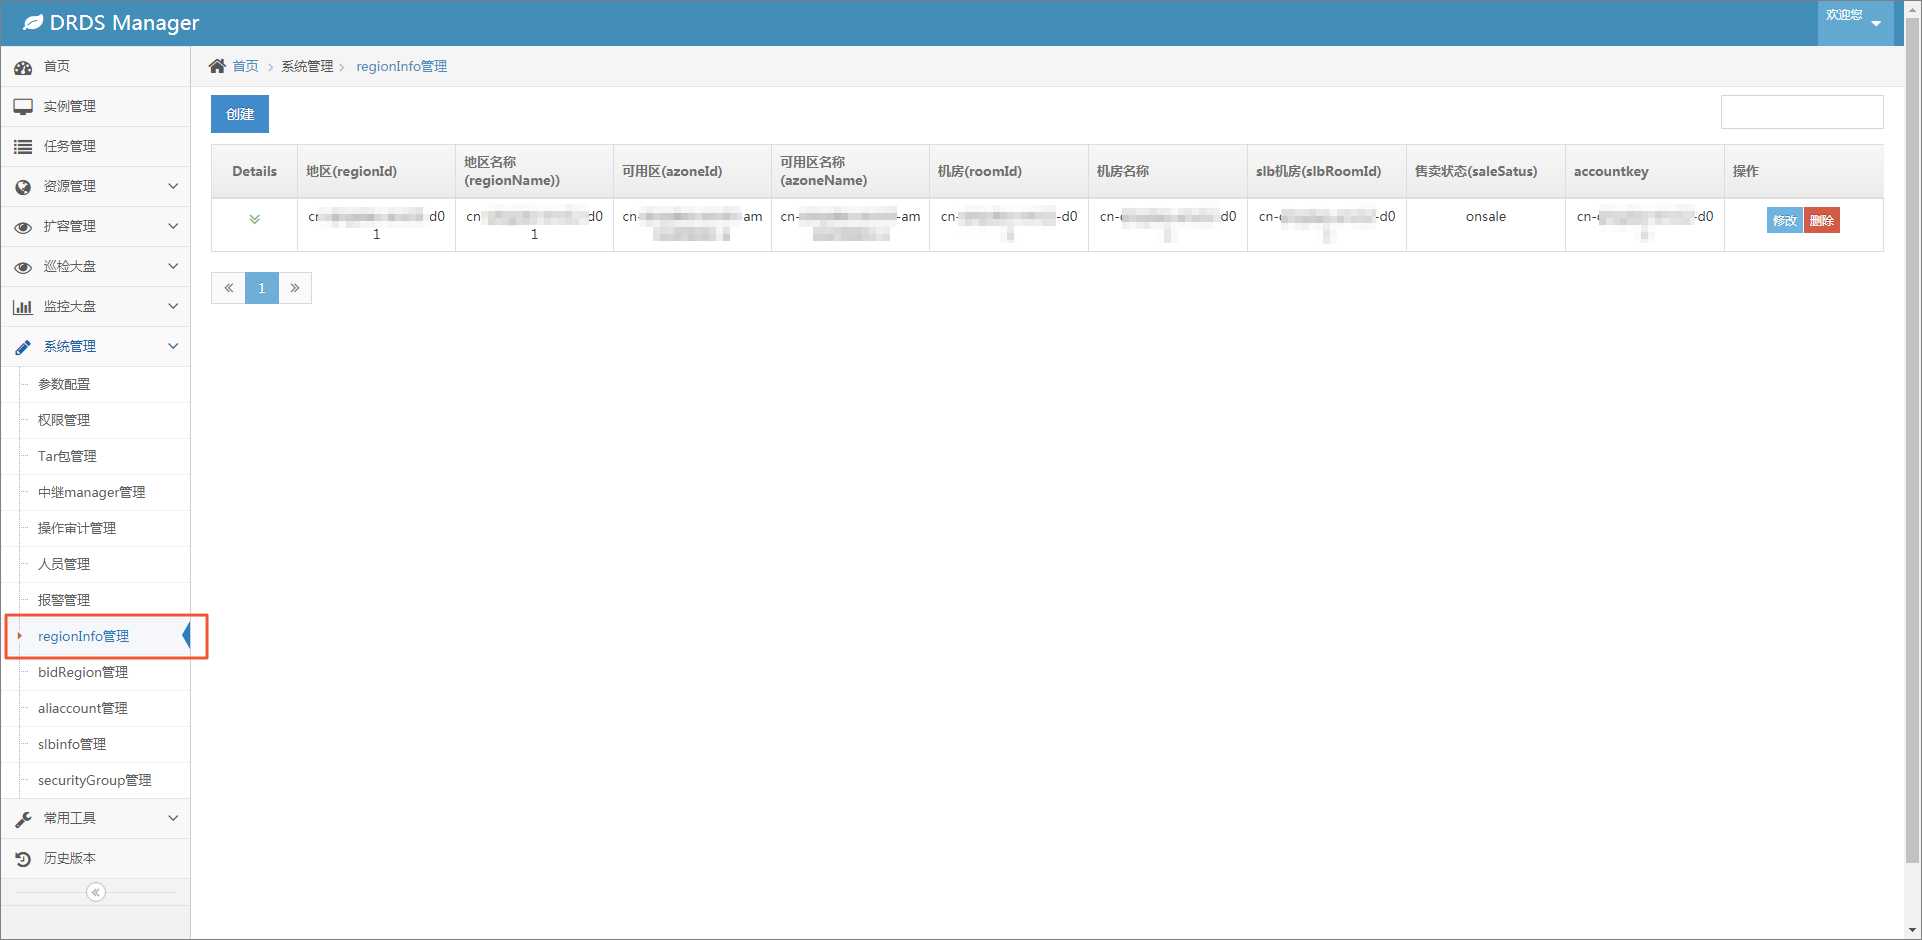 DRDS Manager
欢迎您
首页
实例管理
任务管理
资源管理
扩容管理
巡检大盘
监控大盘
系统管理
参数配置
权限管理
Tar包管理
中继manager管理
操作审计管理
人员管理
报警管理
regionInfo管理
bidRegion管理
aliaccount管理
slbinfo管理
securityGroup管理
常用工具
历史版本
首页 系统管理 regionInfo管理
创建
Details
地区(regionId)
地区名称
(regionName))
可用区(azoneId)
可用区名称
(azoneName)
机房(roomId)
机房名称
slb机房(slbRoomId)
售卖状态(saleSatus)
accountkey
操作
d0
1
cn d0
1
cn- am
cn- -am
cn- -d0
cn- d0
cn- -d0
onsale
cn- -d0
修改 删除
« 1 »